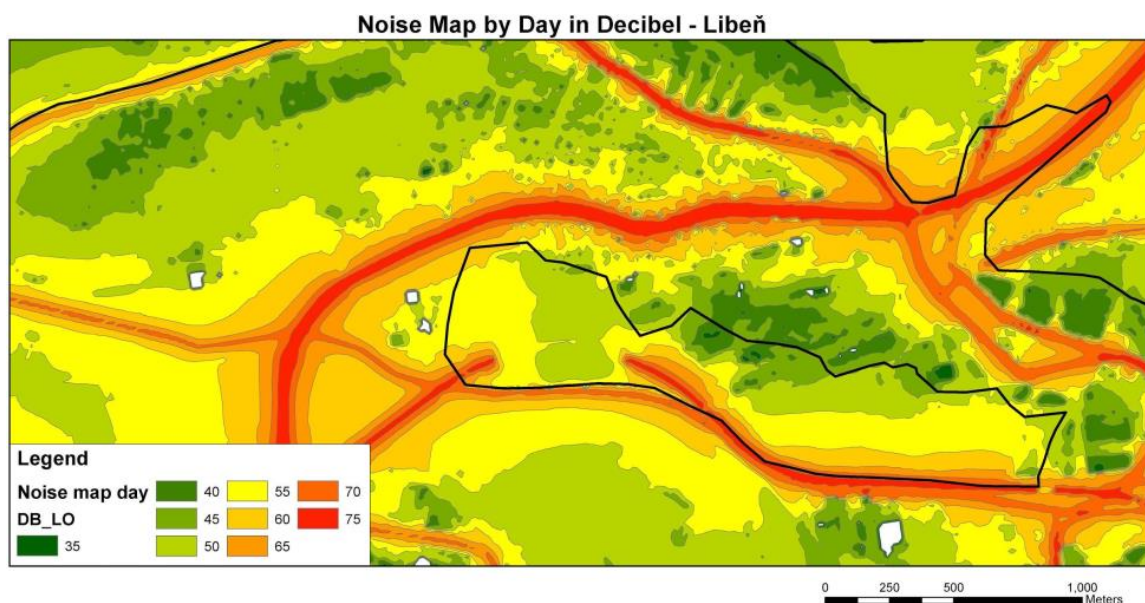 Noise Map by Day in Decibel - Libeň
Legend
Noise map day
DB_LO
35
40
45
50
55
60
65
70
75
0 250 500 1,000
Meters